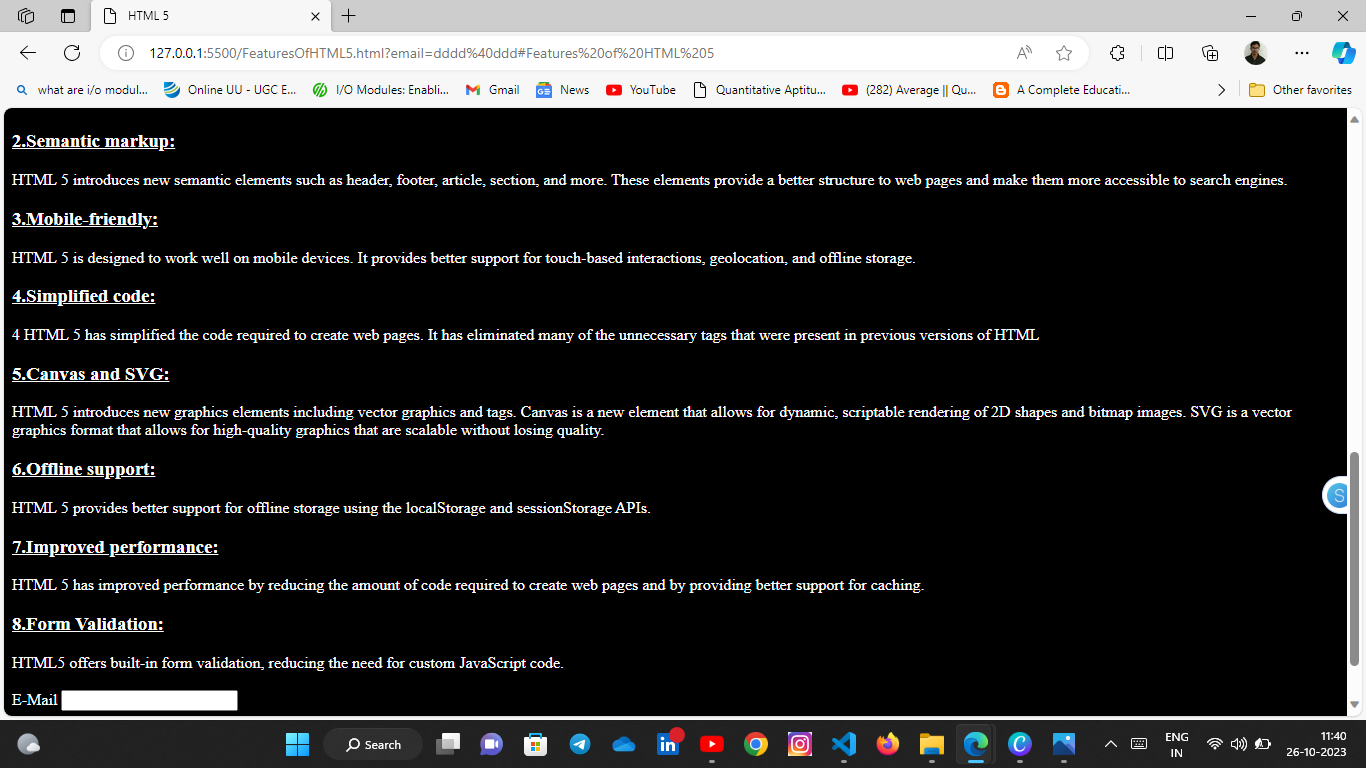 HTML 5
127.0.0.1:5500/FeaturesOfHTML5.html?email=dddd%40ddd#Features%20of%20HTML%205
what are i/o modul...
Online UU - UGC E...
I/O Modules: Enabli...
Gmail
News
YouTube
Quantitative Aptitu...
(282) Average || Qu...
A Complete Educati...
Other favorites
2.Semantic markup:
HTML 5 introduces new semantic elements such as header, footer, article, section, and more. These elements provide a better structure to web pages and make them more accessible to search engines.
3.Mobile-friendly:
HTML 5 is designed to work well on mobile devices. It provides better support for touch-based interactions, geolocation, and offline storage.
4.Simplified code:
4 HTML 5 has simplified the code required to create web pages. It has eliminated many of the unnecessary tags that were present in previous versions of HTML
5.Canvas and SVG:
HTML 5 introduces new graphics elements including vector graphics and tags. Canvas is a new element that allows for dynamic, scriptable rendering of 2D shapes and bitmap images. SVG is a vector
graphics format that allows for high-quality graphics that are scalable without losing quality.
6.Offline support:
HTML 5 provides better support for offline storage using the localStorage and sessionStorage APIs.
7.Improved performance:
HTML 5 has improved performance by reducing the amount of code required to create web pages and by providing better support for caching.
8.Form Validation:
HTML5 offers built-in form validation, reducing the need for custom JavaScript code.
E-Mail
Search
ENG
IN
11:40
26-10-2023